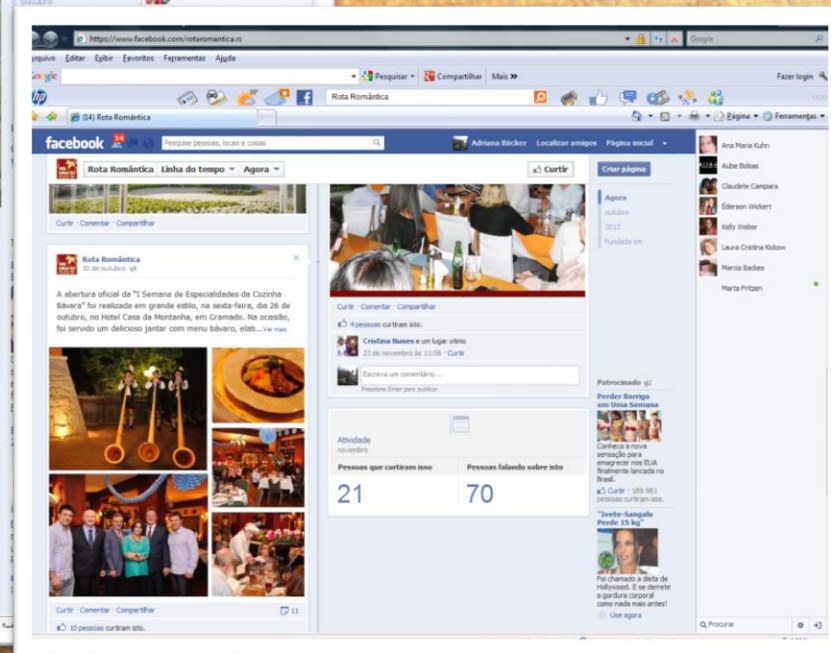 outubro
https://www.facebook.com/rotaromantica.rs
Google
Arquivo Editar Exibir Favoritos Ferramentas Ajuda
Google
Pesquisar
Compartilhar
Mais »
Fazer login
hp
Rota Romântica
(14) Rota Romântica
Página
Ferramentas
facebook
14
Pesquise pessoas, locais e coisas
Adriana Bäcker
Localizar amigos
Página inicial
Rota Romântica
Linha do tempo
Agora
Curtir
Criar página
Agora
outubro
2012
Fundada em
Curtir · Comentar · Compartilhar
Rota Romântica
30 de outubro
A abertura oficial da "I Semana de Especialidades da Cozinha
Bávara" foi realizada em grande estilo, na sexta-feira, dia 26 de
outubro, no Hotel Casa da Montanha, em Gramado. Na ocasião,
foi servido um delicioso jantar com menu bávaro, elab...Ver mais
Curtir · Comentar · Compartilhar
11
10 pessoas curtiram isto.
Curtir · Comentar · Compartilhar
4 pessoas curtiram isto.
Cristina Nunes e um lugar otimo
23 de novembro às 11:56 · Curtir
Escreva um comentário...
Pressione Enter para publicar.
Atividade
novembro
Pessoas que curtiram isso
Pessoas falando sobre isto
21
70
Patrocinado
Perder Barriga
em Uma Semana
Conheca a nova
sensação para
emagrecer nos EUA
finalmente lancada no
Brasil.
Curtir · 189.981
pessoas curtiram isso.
"Ivete-Sangalo
Perde 15 kg"
Foi chamado a dieta de
Hollywood. E se derrete
a gordura corporal
como nada mais antes!
Use agora
Ana Maria Kuhn
Aube Bolsas
Claudete Campara
Éderson Wickert
Kelly Weber
Laura Cristina Kickow
Marcia Backes
Marta Fritzen
Procurar